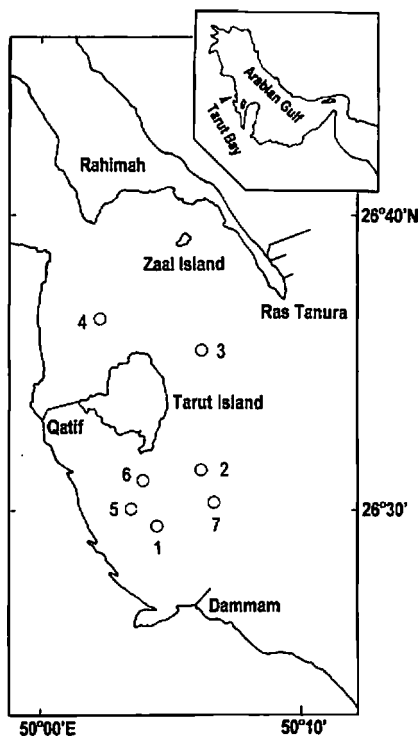 Arabian Gulf
Tarut Bay
Rahimah
26°40'N
Zaal Island
Ras Tanura
4
3
Tarut Island
Qatif
6
2
5
7
26°30'
1
Dammam
50°00'E
50°10'